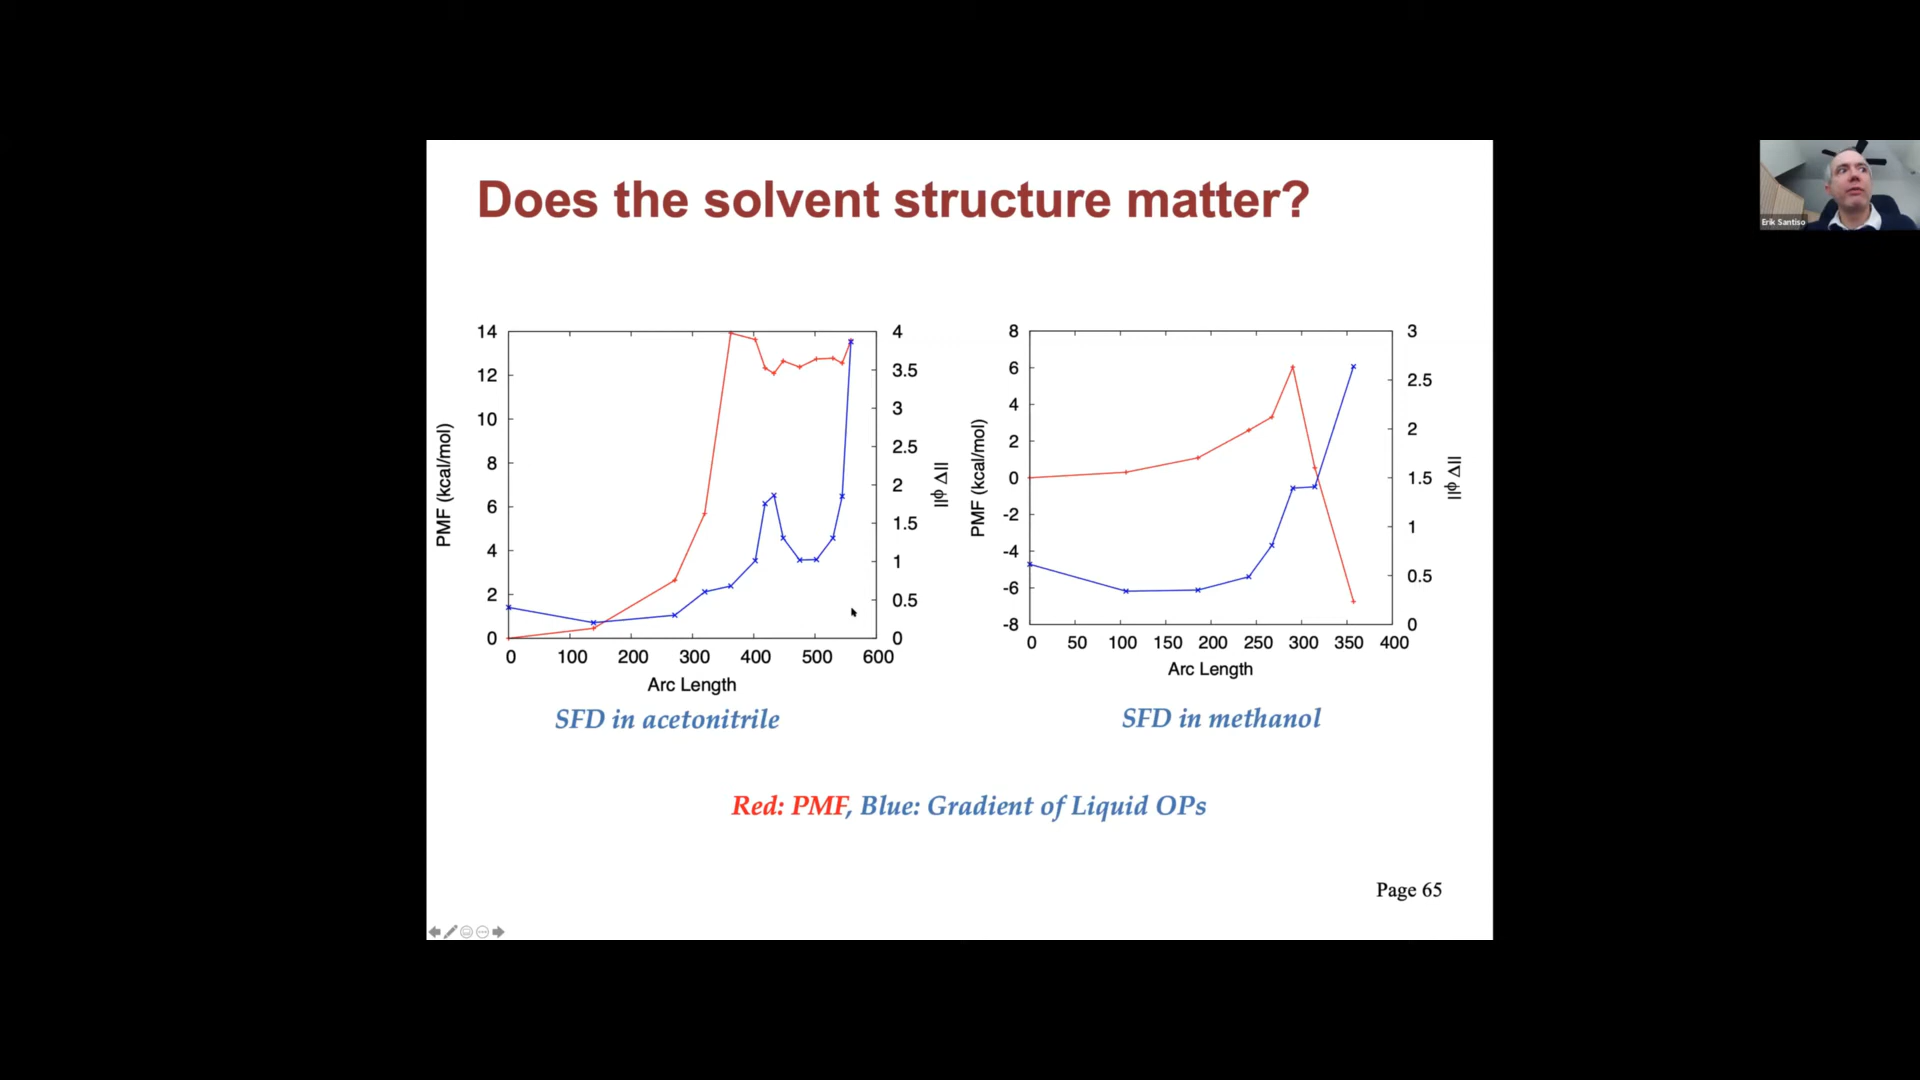 Does the solvent structure matter?
14
12
10
8
6
4
2
0
PMF (kcal/mol)
4
3.5
3
2.5
2
1.5
1
0.5
0
||∇ φ||
0 100 200 300 400 500 600
Arc Length
SFD in acetonitrile
8
6
4
2
0
-2
-4
-6
-8
PMF (kcal/mol)
3
2.5
2
1.5
1
0.5
0
||∇ φ||
0 50 100 150 200 250 300 350 400
Arc Length
SFD in methanol
Red: PMF, Blue: Gradient of Liquid OPs
Page 65
Erik Santiso